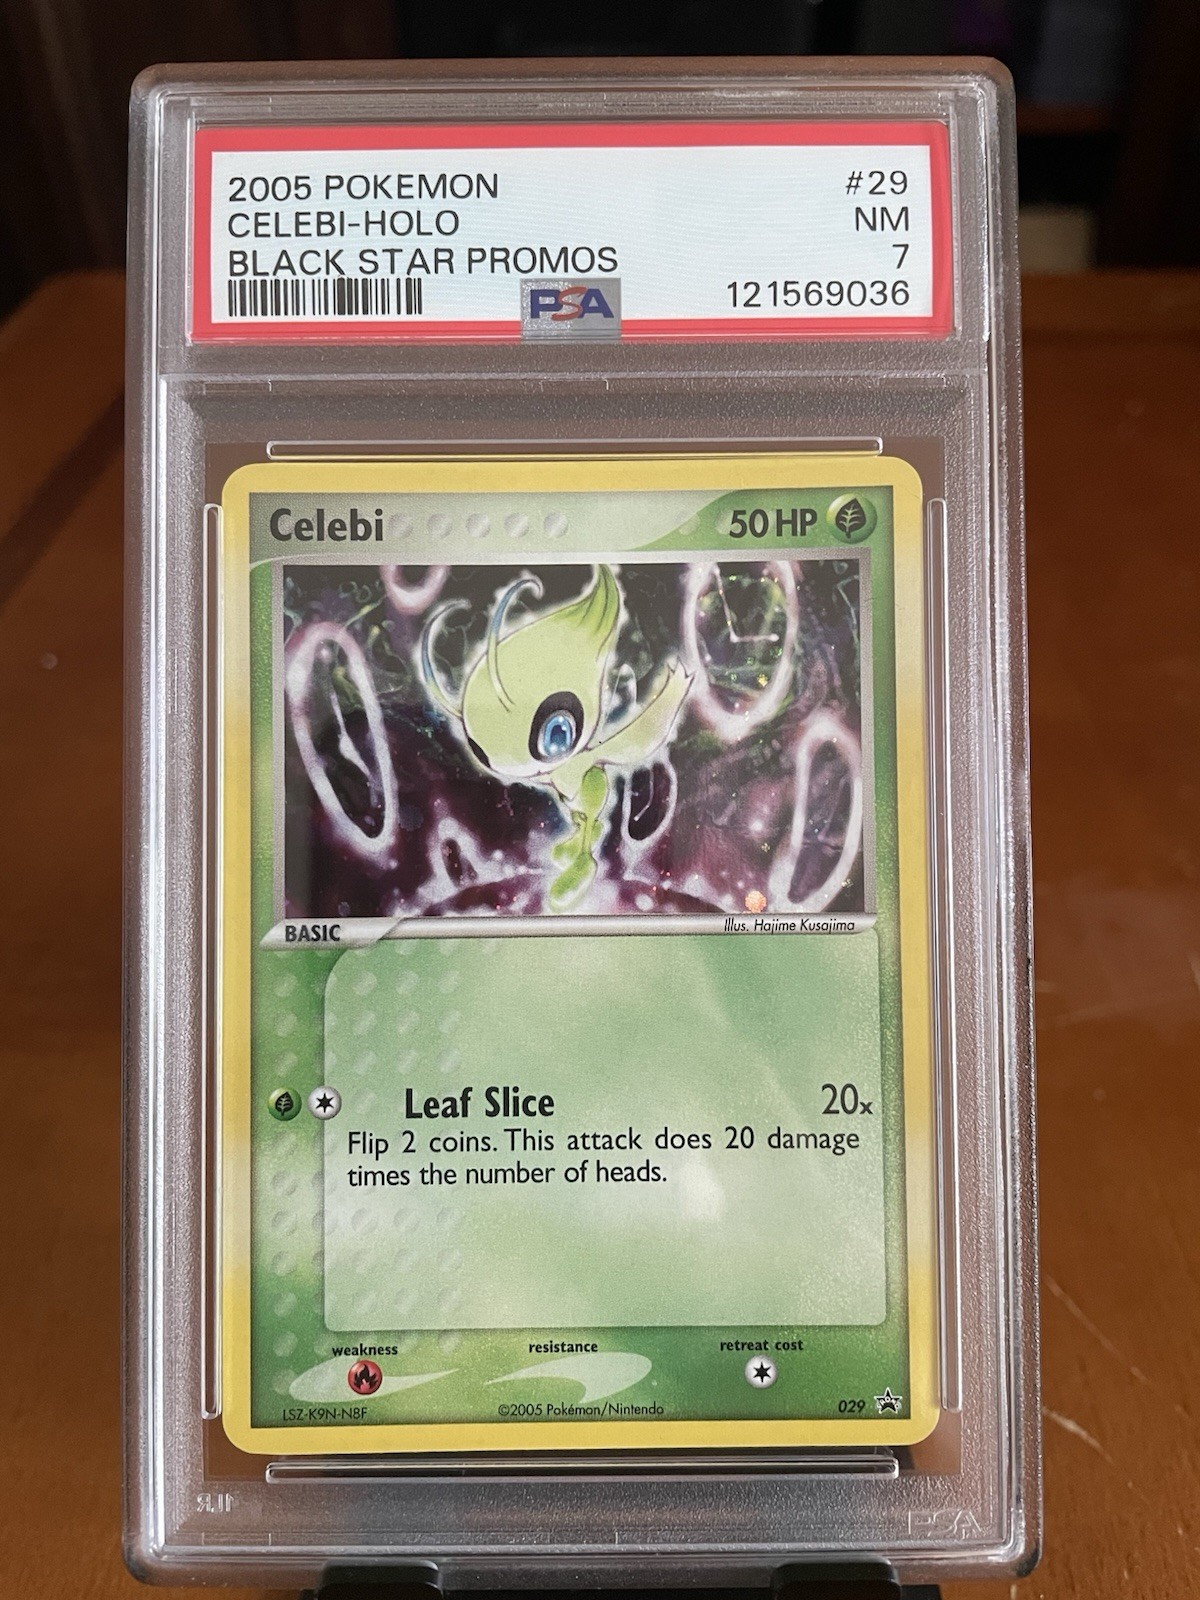 2005 POKEMON #29
CELEBI-HOLO NM
BLACK STAR PROMOS 7
PSA 121569036
Celebi 50 HP
BASIC Illus. Hajime Kusajima
Leaf Slice 20x
Flip 2 coins. This attack does 20 damage
times the number of heads.
weakness resistance retreat cost
LSZ-K9N-N8F ©2005 Pokémon/Nintendo 029
PSA